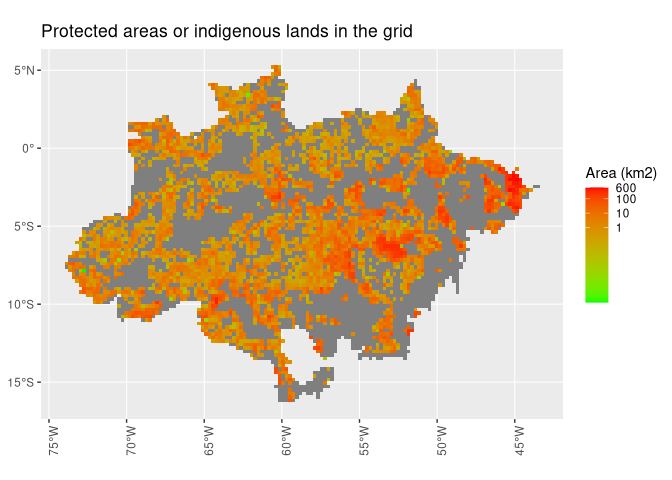 Protected areas or indigenous lands in the grid
5°N
0°
5°S
10°S
15°S
75°W
70°W
65°W
60°W
55°W
50°W
45°W
Area (km2)
600
100
10
1